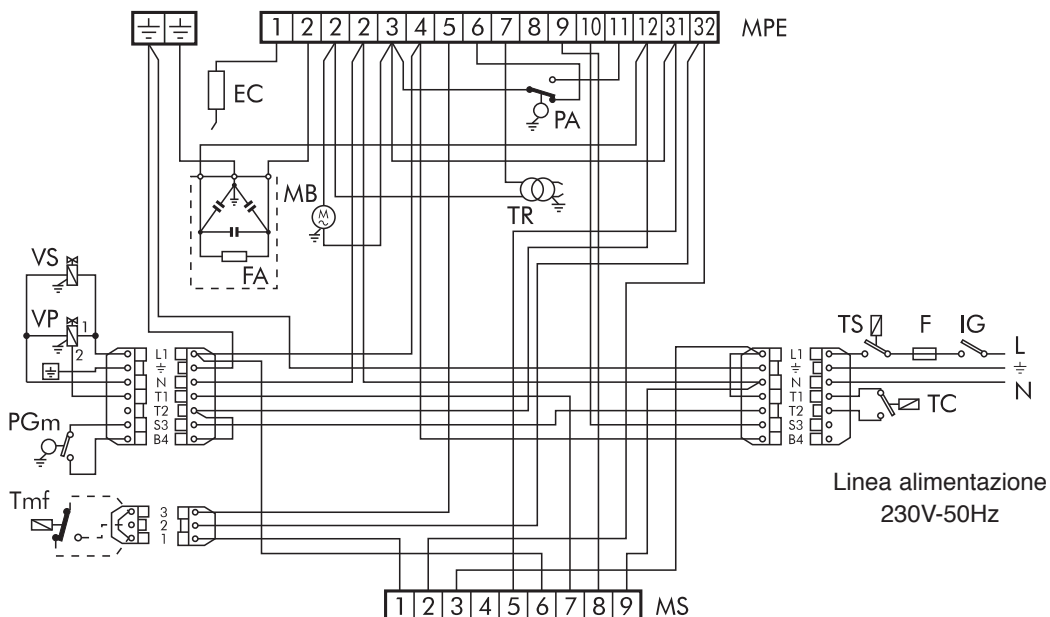 1 2 2 2 3 4 5 6 7 8 9 10 11 12 31 32 MPE
EC
PA
MB
M
TR
FA
VS
VP 1
2
L1 L1
N N
T1 T1
T2 T2
S3 S3
B4 B4
TS F IG L
N
TC
PGm
Linea alimentazione
230V-50Hz
Tmf
3
2
1
1 2 3 4 5 6 7 8 9 MS